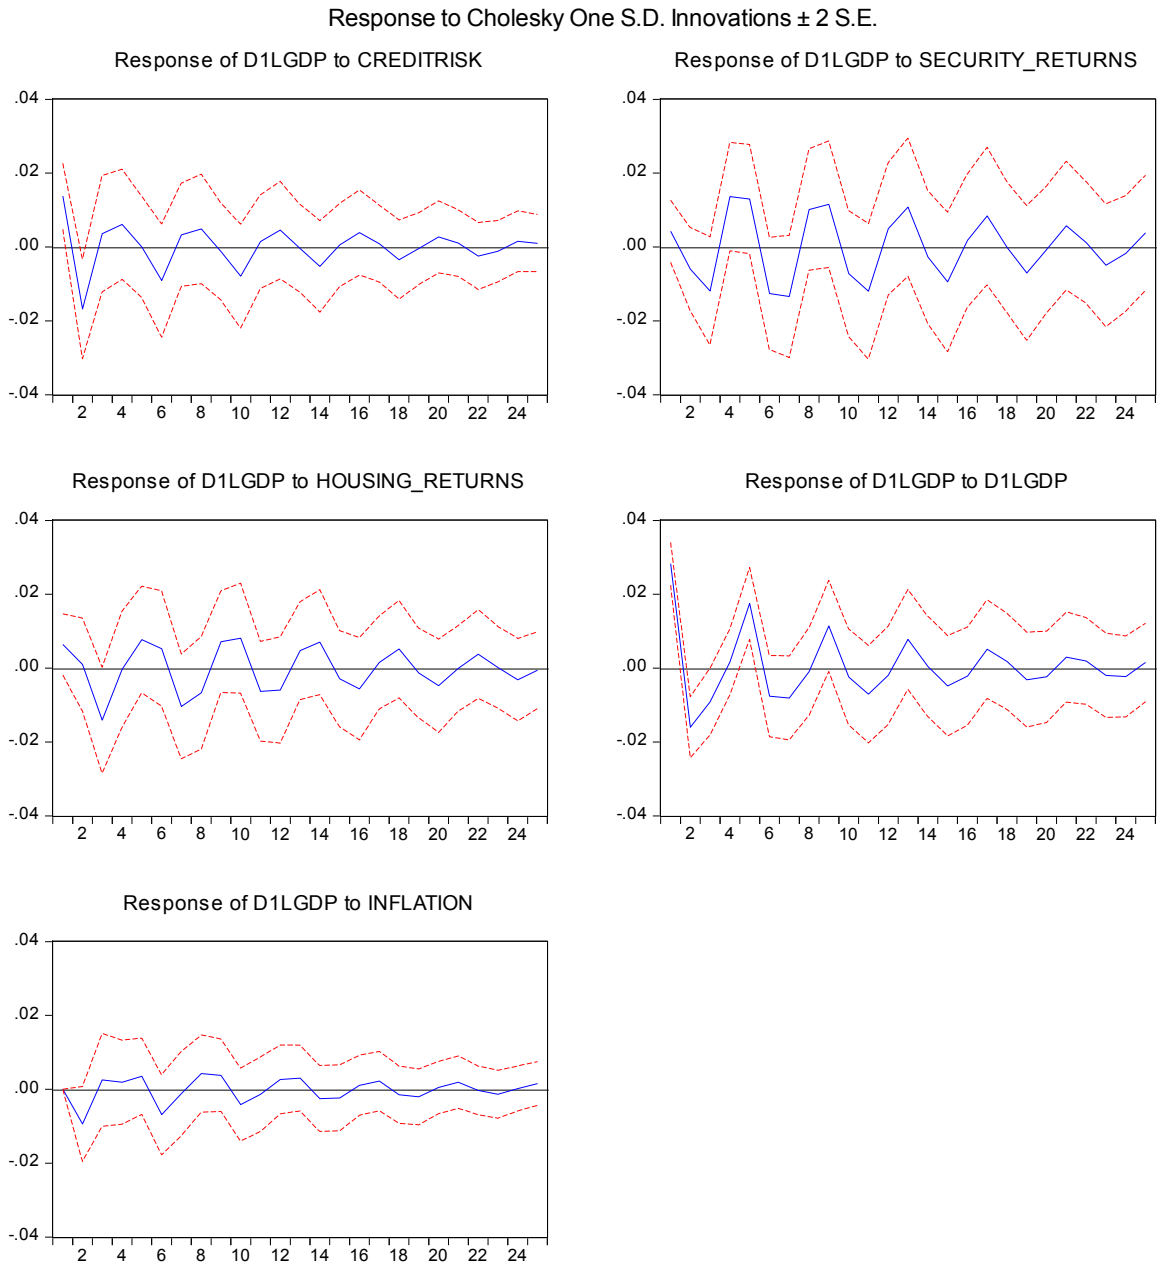 Response to Cholesky One S.D. Innovations ± 2 S.E.
Response of D1LGDP to CREDITRISK
.04
.02
.00
-.02
-.04
2 4 6 8 10 12 14 16 18 20 22 24
Response of D1LGDP to SECURITY_RETURNS
.04
.02
.00
-.02
-.04
2 4 6 8 10 12 14 16 18 20 22 24
Response of D1LGDP to HOUSING_RETURNS
.04
.02
.00
-.02
-.04
2 4 6 8 10 12 14 16 18 20 22 24
Response of D1LGDP to D1LGDP
.04
.02
.00
-.02
-.04
2 4 6 8 10 12 14 16 18 20 22 24
Response of D1LGDP to INFLATION
.04
.02
.00
-.02
-.04
2 4 6 8 10 12 14 16 18 20 22 24